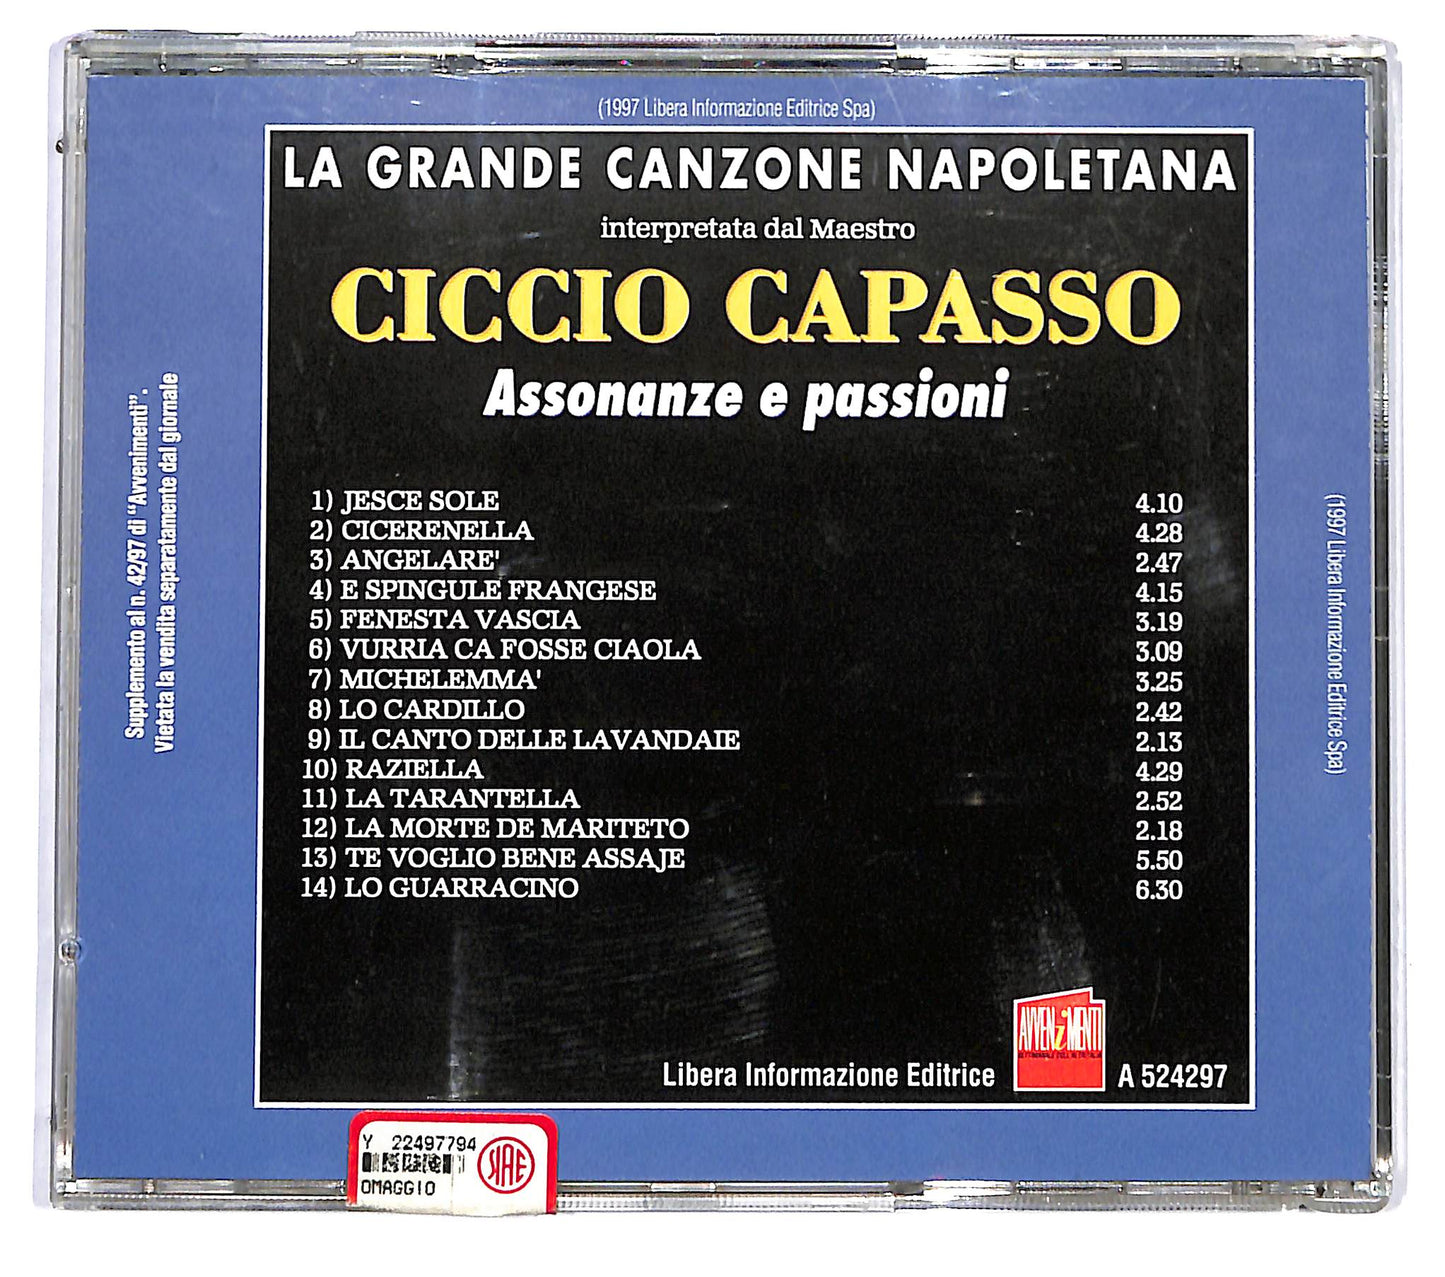 (1997 Libera Informazione Editrice Spa)
LA GRANDE CANZONE NAPOLETANA
interpretata dal Maestro
CICCIO CAPASSO
Assonanze e passioni
1) JESCE SOLE 4.10
2) CICERENELLA 4.28
3) ANGELARE' 2.47
4) E SPINGULE FRANGESE 4.15
5) FENESTA VASCIA 3.19
6) VURRIA CA FOSSE CIAOLA 3.09
7) MICHELEMMA' 3.25
8) LO CARDILLO 2.42
9) IL CANTO DELLE LAVANDAIE 2.13
10) RAZIELLA 4.29
11) LA TARANTELLA 2.52
12) LA MORTE DE MARITETO 2.18
13) TE VOGLIO BENE ASSAJE 5.50
14) LO GUARRACINO 6.30
Libera Informazione Editrice
AVVENiMENTI
SETTIMANALE DELL'ALTRITALIA
A 524297
Supplemento al n. 42/97 di "Avvenimenti".
Vietata la vendita separatamente dal giornale
(1997 Libera Informazione Editrice Spa)
Y 22497794
SIAE
OMAGGIO